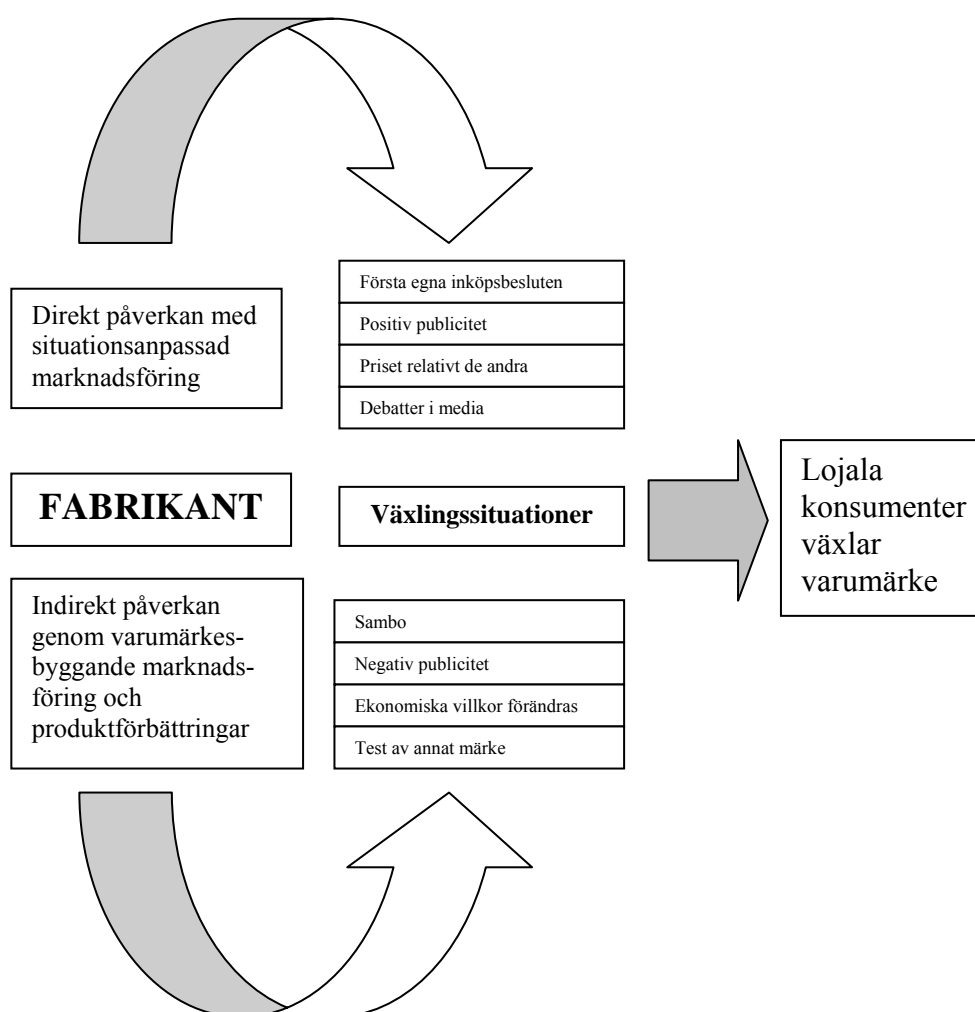 Första egna inköpsbesluten
Positiv publicitet
Priset relativt de andra
Debatter i media
Direkt påverkan med
situationsanpassad
marknadsföring
FABRIKANT
Växlingssituationer
Lojala
konsumenter
växlar
varumärke
Indirekt påverkan
genom varumärkes-
byggande marknads-
föring och
produktförbättringar
Sambo
Negativ publicitet
Ekonomiska villkor förändras
Test av annat märke